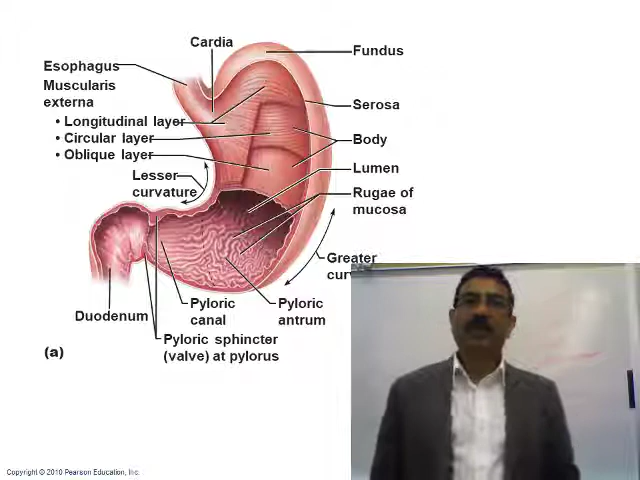 Cardia
Fundus
Esophagus
Muscularis
externa
• Longitudinal layer
• Circular layer
• Oblique layer
Serosa
Body
Lumen
Lesser
curvature
Rugae of
mucosa
Greater
Duodenum
Pyloric
canal
Pyloric
antrum
Pyloric sphincter
(valve) at pylorus
(a)
Copyright © 2010 Pearson Education, Inc.